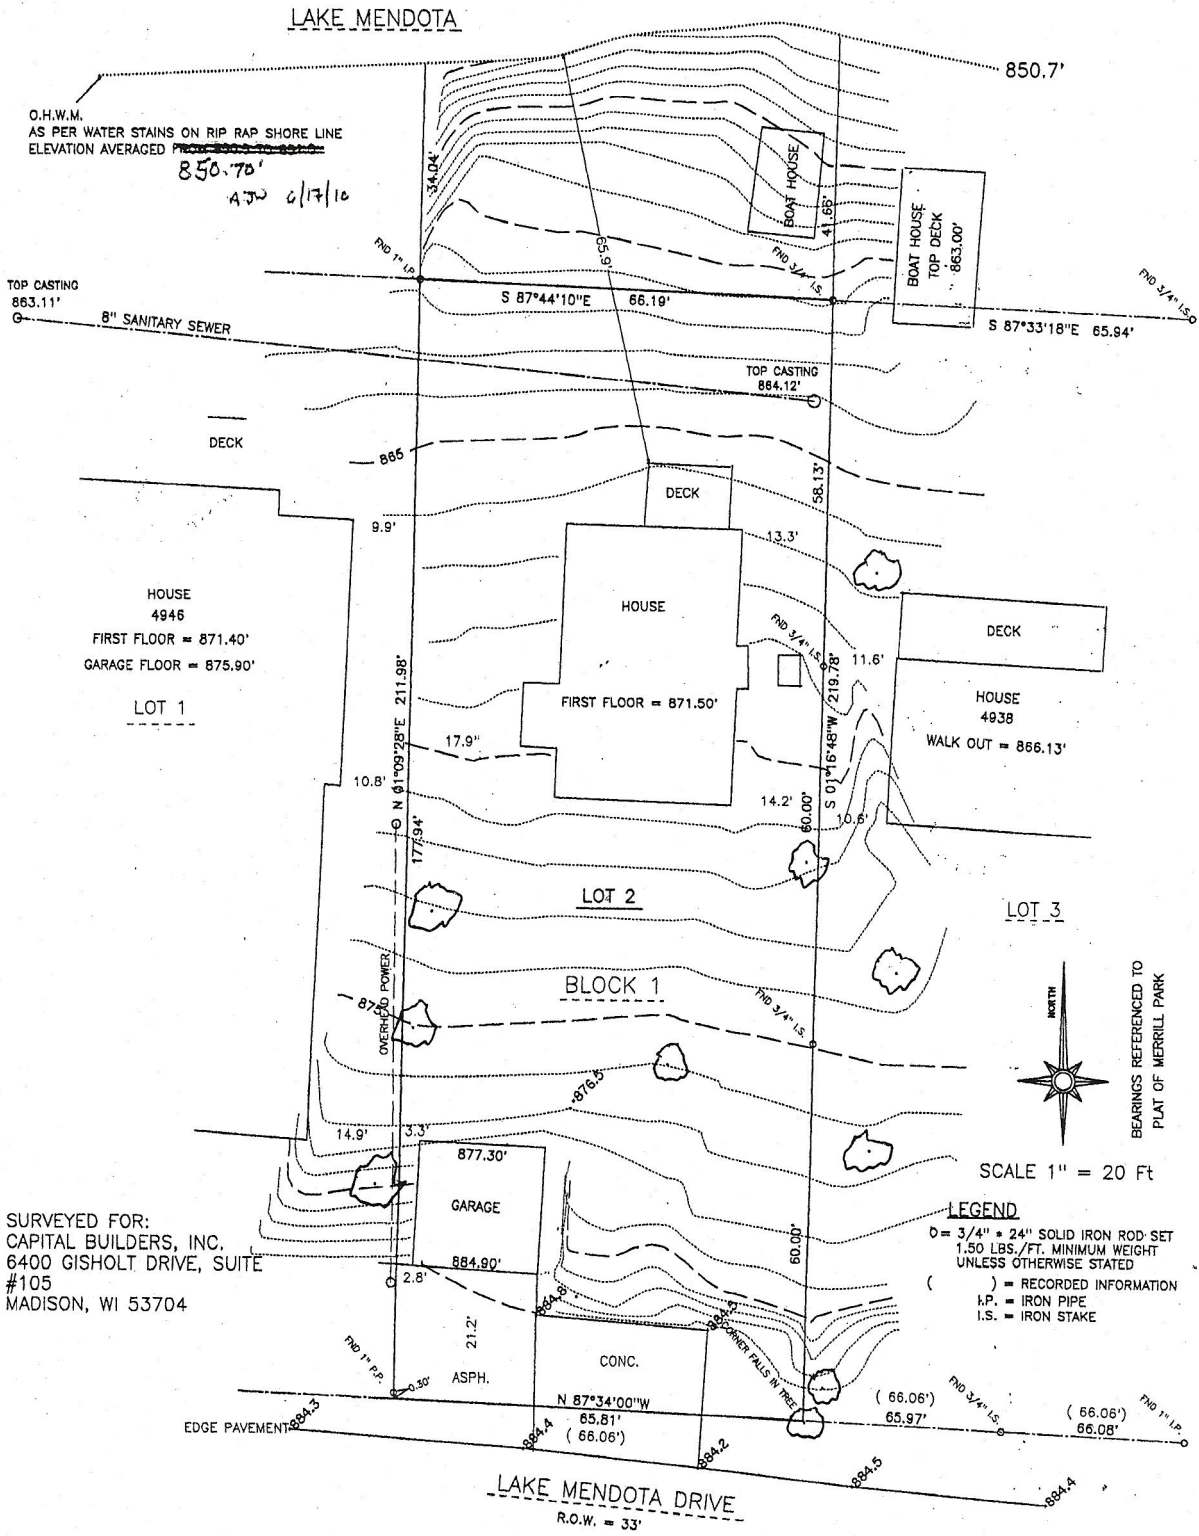 LAKE MENDOTA
850.7'
O.H.W.M.
AS PER WATER STAINS ON RIP RAP SHORE LINE
ELEVATION AVERAGED
850.70'
AJW 6/17/10
34.04'
BOAT HOUSE
41.66'
BOAT HOUSE
TOP DECK
863.00'
65.9'
FND 1" I.P.
FND 3/4" I.S.
FND 3/4" I.S.
S 87°44'10"E 66.19'
S 87°33'18"E 65.94'
TOP CASTING
863.11'
8" SANITARY SEWER
TOP CASTING
864.12'
DECK
865
58.13'
DECK
9.9'
13.3'
HOUSE
4946
FIRST FLOOR = 871.40'
GARAGE FLOOR = 875.90'
LOT 1
HOUSE
FIRST FLOOR = 871.50'
FND 3/4" I.S.
11.6'
DECK
HOUSE
4938
WALK OUT = 866.13'
N 01°09'28"E 211.98'
S 01°16'48"W 219.78'
17.9"
10.8'
14.2'
60.00'
10.6'
177.94'
LOT 2
LOT 3
OVERHEAD POWER
BLOCK 1
FND 3/4" I.S.
875
876.5
NORTH
BEARINGS REFERENCED TO
PLAT OF MERRILL PARK
SCALE 1" = 20 Ft
14.9'
3.3'
877.30'
GARAGE
884.90'
2.8'
60.00'
SURVEYED FOR:
CAPITAL BUILDERS, INC.
6400 GISHOLT DRIVE, SUITE
#105
MADISON, WI 53704
LEGEND
O= 3/4" * 24" SOLID IRON ROD SET
1.50 LBS./FT. MINIMUM WEIGHT
UNLESS OTHERWISE STATED
( ) = RECORDED INFORMATION
I.P. = IRON PIPE
I.S. = IRON STAKE
884.8
884.5
21.2'
ASPH.
CONC.
CORNER FALLS IN TREE
FND 1" P.P.
0.30'
N 87°34'00"W
65.81'
( 66.06')
( 66.06')
65.97'
FND 3/4" I.S.
( 66.06')
66.08'
FND 1" I.P.
EDGE PAVEMENT
884.3
884.4
884.2
884.5
884.4
LAKE MENDOTA DRIVE
R.O.W. = 33'